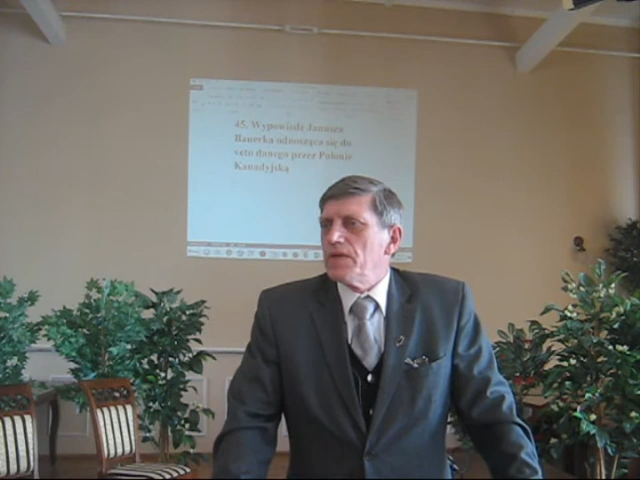 45. Wypowiedź Janusza
Bauerka odnosząca się do
veto danego przez Polonię
Kanadyjską